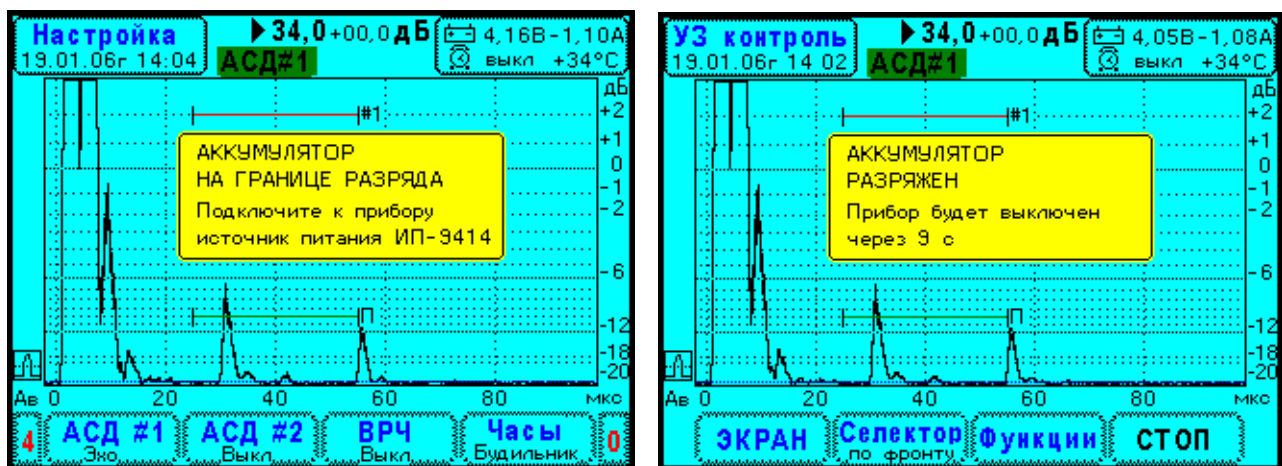 Настройка
19.01.06г 14:04
34,0+00,0дБ
АСД#1
4,16В-1,10А
выкл +34°C
дБ
+2
+1
0
-1
-2
-6
-12
-18
-20
#1
АККУМУЛЯТОР
НА ГРАНИЦЕ РАЗРЯДА
Подключите к прибору
источник питания ИП-9414
П
Ав 0 20 40 60 80 мкс
4
АСД #1
Эхо
АСД #2
Выкл
ВРЧ
Выкл
Часы
Будильник
0
УЗ контроль
19.01.06г 14 02
34,0+00,0дБ
АСД#1
4,05В-1,08А
выкл +34°C
дБ
+2
+1
0
-1
-2
-6
-12
-18
-20
#1
АККУМУЛЯТОР
РАЗРЯЖЕН
Прибор будет выключен
через 9 с
П
Ав 0 20 40 60 80 мкс
ЭКРАН
Селектор
по фронту
Функции
СТОП